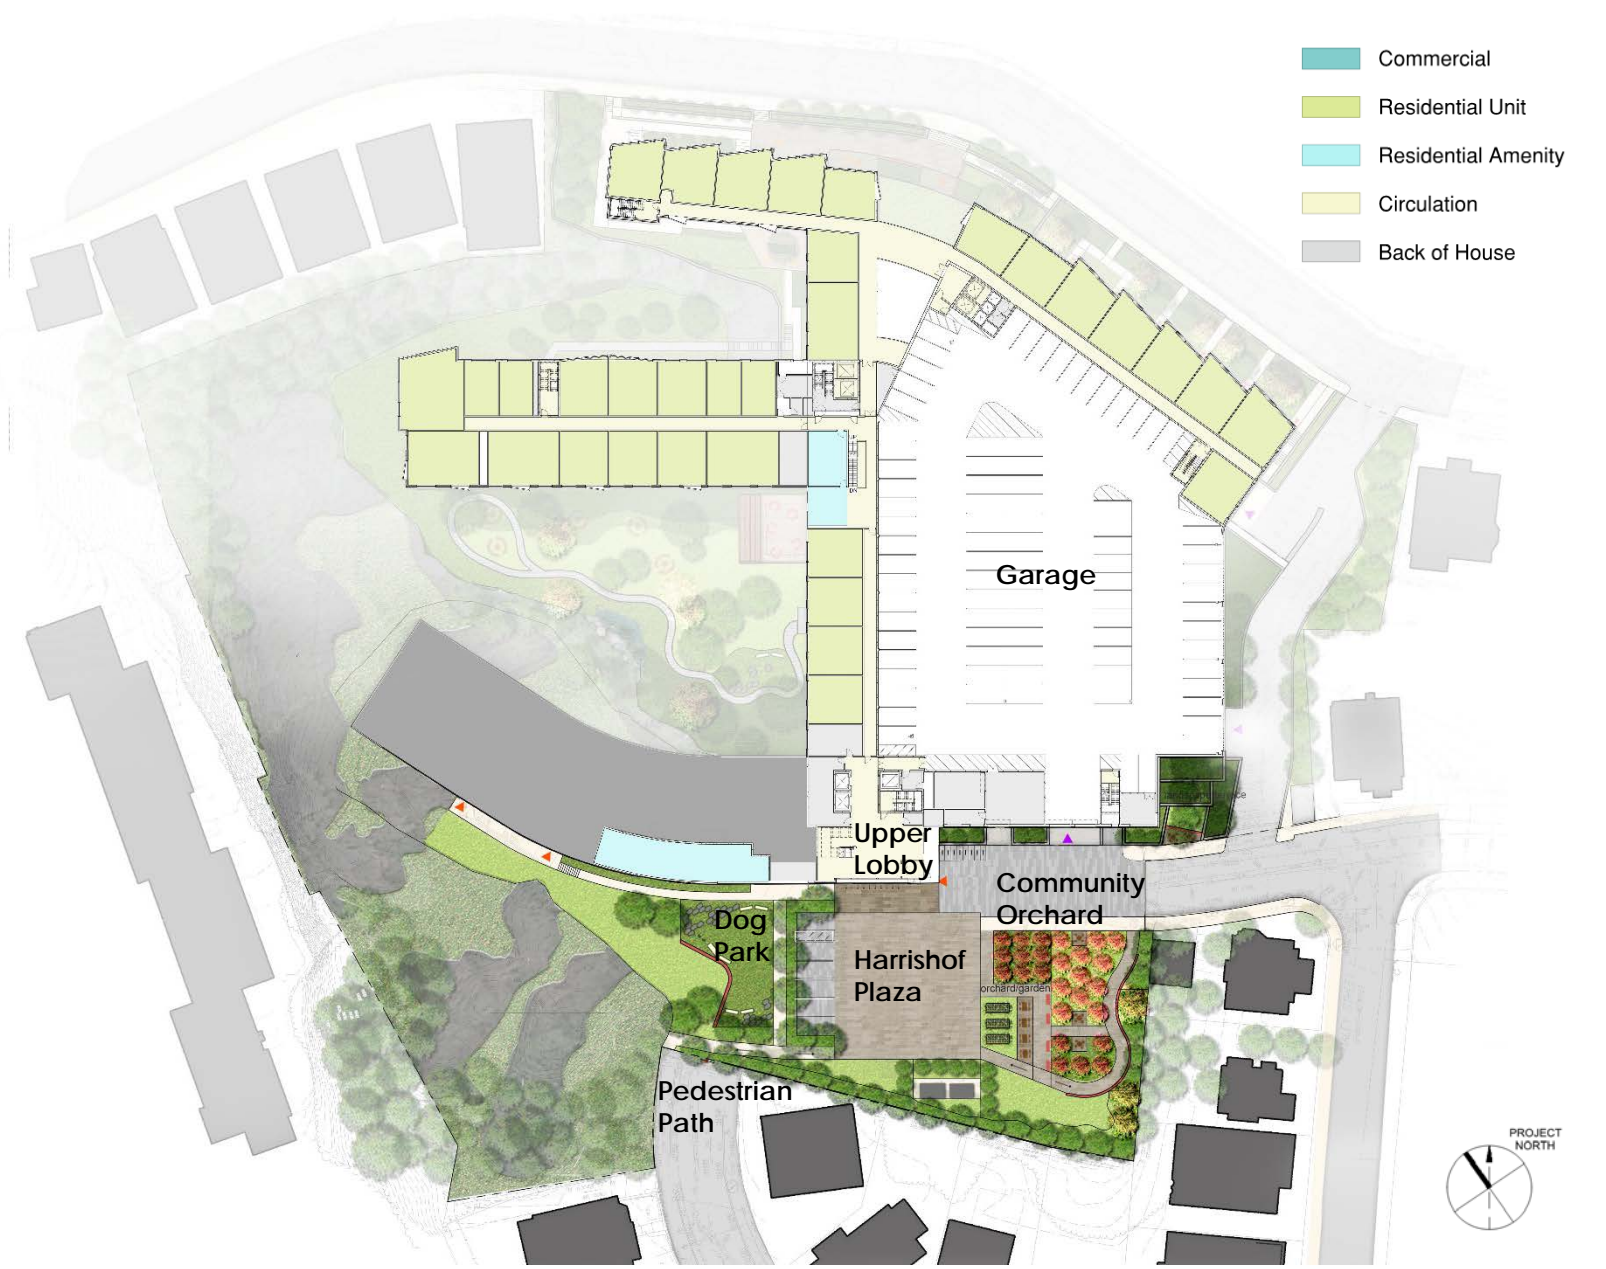 Commercial
Residential Unit
Residential Amenity
Circulation
Back of House
Garage
Upper
Lobby
Community
Orchard
Dog
Park
Harrishof
Plaza
orchard/garden
Pedestrian
Path
PROJECT
NORTH